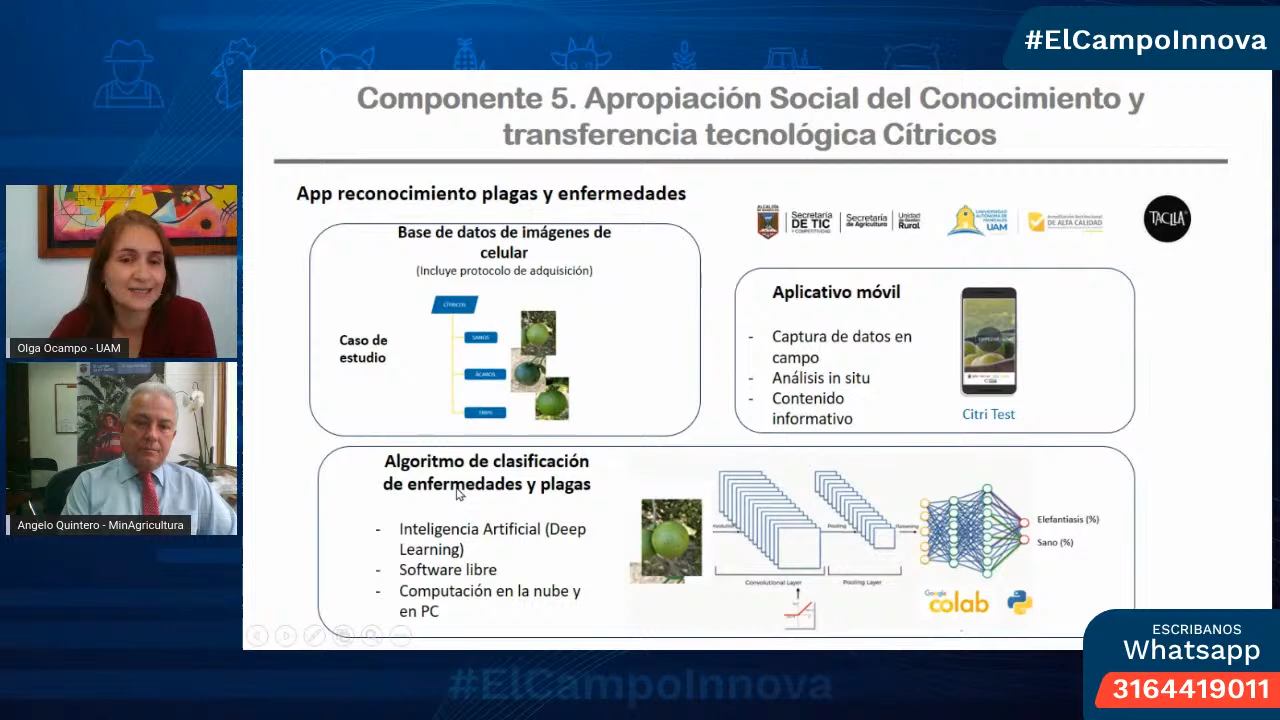 #ElCampoInnova
Componente 5. Apropiación Social del Conocimiento y
transferencia tecnológica Cítricos
App reconocimiento plagas y enfermedades
ALCALDÍA
Secretaría
DE TIC
Y COMPETITIVIDAD
Secretaría
de Agricultura
Unidad
de Gestión
Rural
UNIVERSIDAD
AUTÓNOMA DE
MANIZALES
UAM
Acreditación Institucional
DE ALTA CALIDAD
TACLLA
Base de datos de imágenes de
celular
(Incluye protocolo de adquisición)
CÍTRICOS
Caso de
estudio
SANOS
ÁCAROS
TRIPS
Aplicativo móvil
- Captura de datos en
campo
- Análisis in situ
- Contenido
informativo
Citri Test
Olga Ocampo - UAM
Angelo Quintero - MinAgricultura
Algoritmo de clasificación
de enfermedades y plagas
- Inteligencia Artificial (Deep
Learning)
- Software libre
- Computación en la nube y
en PC
Pooling
Flattening
Convolutional Layer
Pooling Layer
Elefantiasis (%)
Sano (%)
Google
colab
ESCRIBANOS
Whatsapp
3164419011
#ElCampoInnova